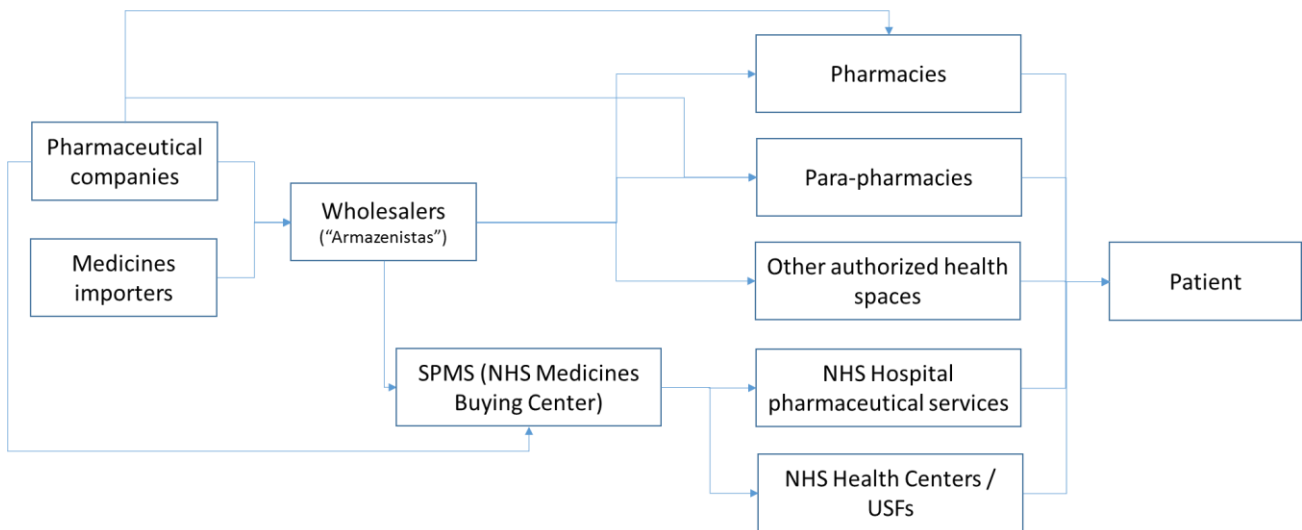 Pharmacies
Pharmaceutical
companies
Para-pharmacies
Wholesalers
(“Armazenistas”)
Medicines
importers
Other authorized health
spaces
Patient
SPMS (NHS Medicines
Buying Center)
NHS Hospital
pharmaceutical services
NHS Health Centers /
USFs